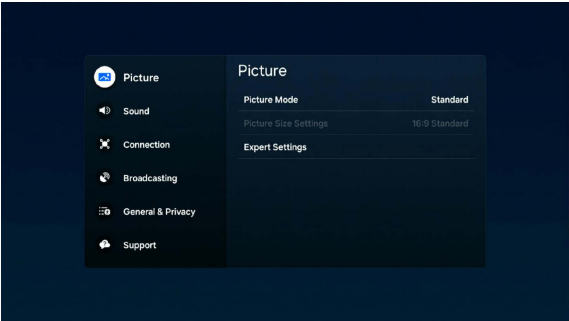 Picture
Sound
Connection
Broadcasting
General & Privacy
Support
Picture
Picture Mode Standard
Picture Size Settings 16:9 Standard
Expert Settings